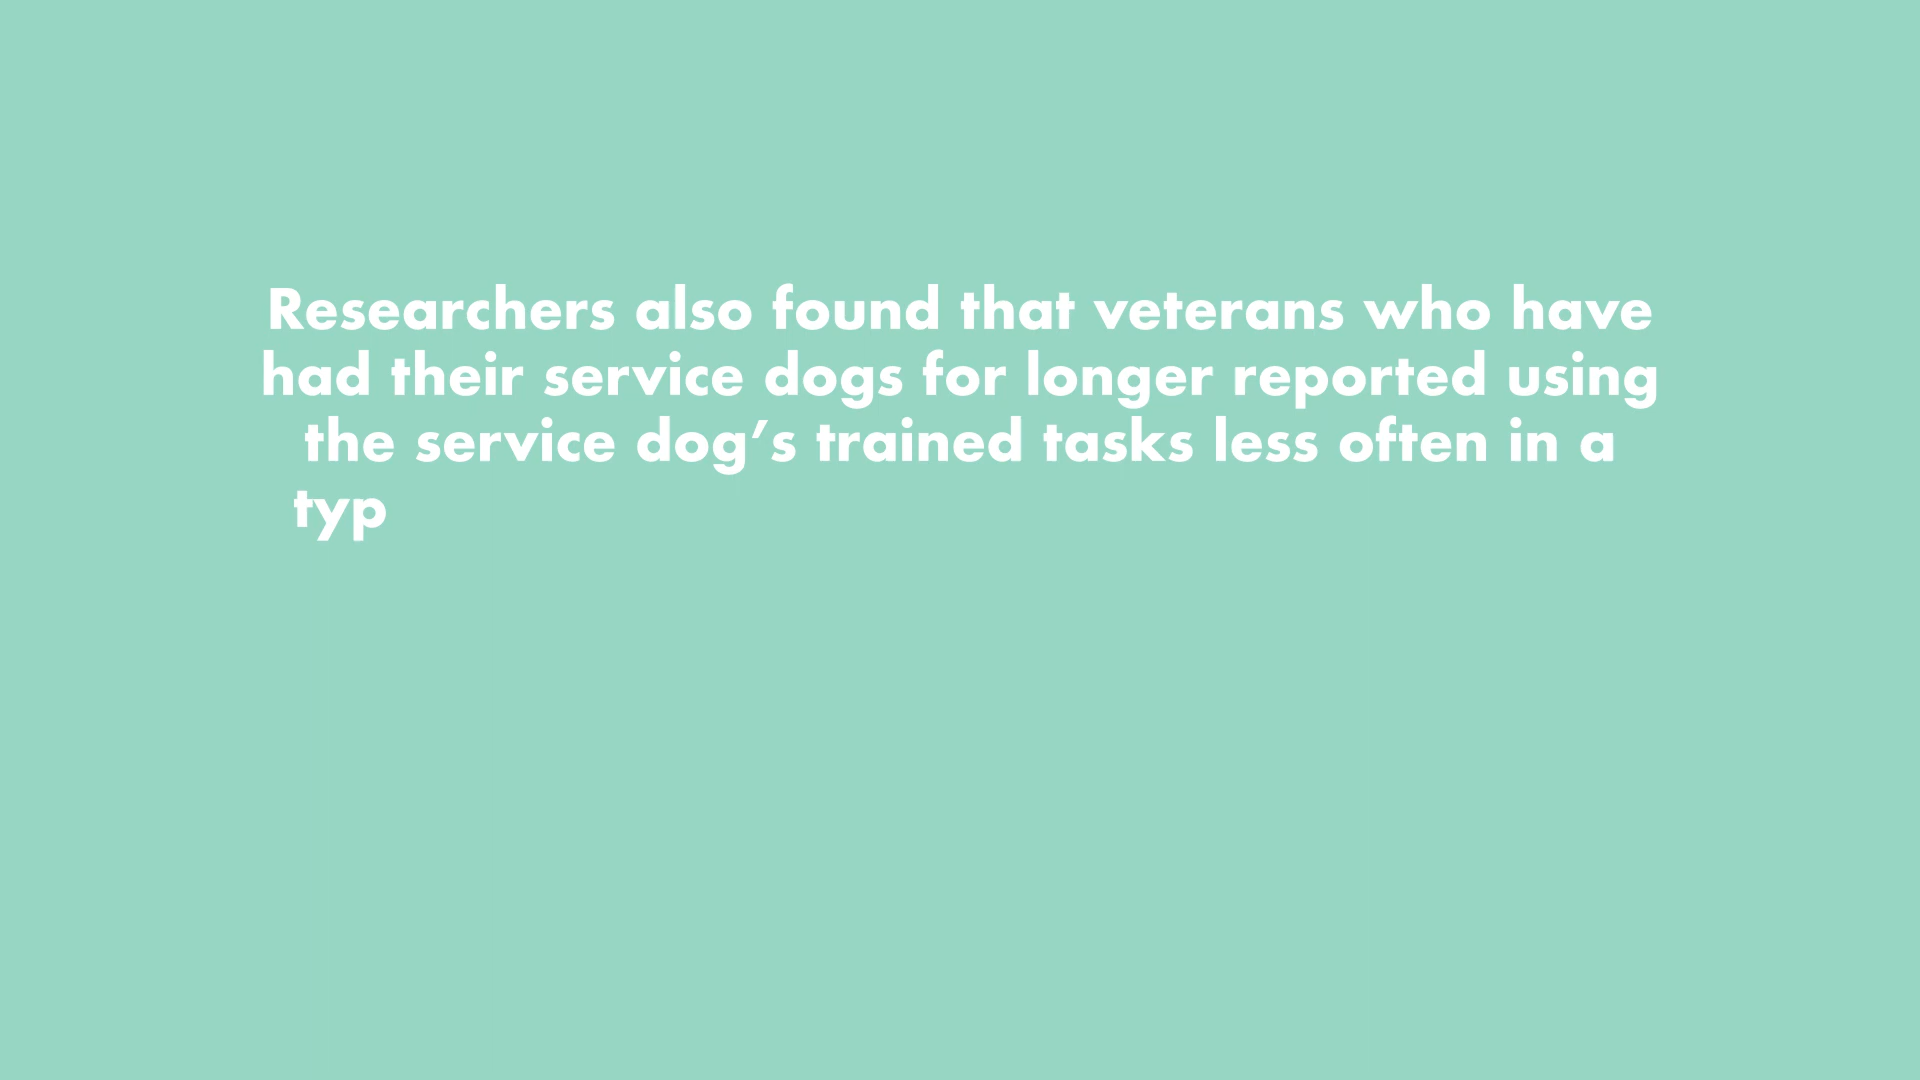 Researchers also found that veterans who have
had their service dogs for longer reported using
the service dog’s trained tasks less often in a
typ